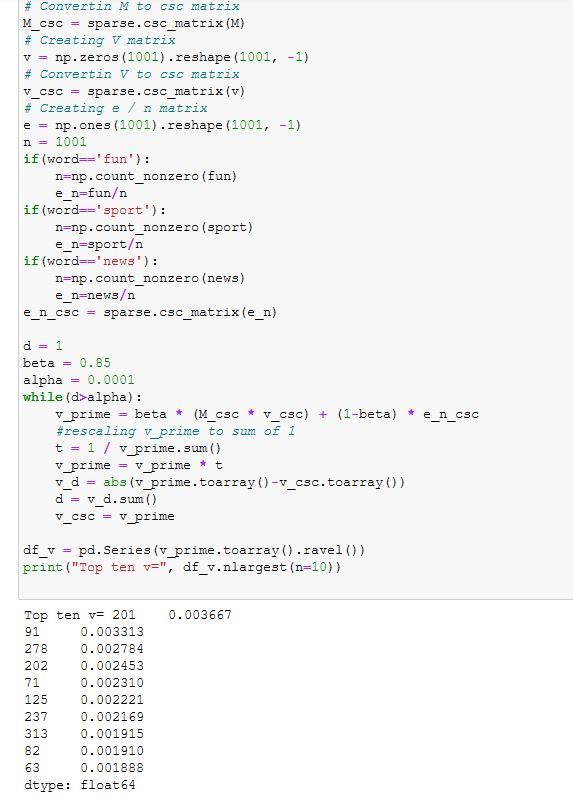 # Convertin M to csc matrix
M_csc = sparse.csc_matrix(M)
# Creating V matrix
v = np.zeros(1001).reshape(1001, -1)
# Convertin V to csc matrix
v_csc = sparse.csc_matrix(v)
# Creating e / n matrix
e = np.ones(1001).reshape(1001, -1)
n = 1001
if(word=='fun'):
    n=np.count_nonzero(fun)
    e_n=fun/n
if(word=='sport'):
    n=np.count_nonzero(sport)
    e_n=sport/n
if(word=='news'):
    n=np.count_nonzero(news)
    e_n=news/n
e_n_csc = sparse.csc_matrix(e_n)

d = 1
beta = 0.85
alpha = 0.0001
while(d>alpha):
    v_prime = beta * (M_csc * v_csc) + (1-beta) * e_n_csc
    #rescaling v_prime to sum of 1
    t = 1 / v_prime.sum()
    v_prime = v_prime * t
    v_d = abs(v_prime.toarray()-v_csc.toarray())
    d = v_d.sum()
    v_csc = v_prime

df_v = pd.Series(v_prime.toarray().ravel())
print("Top ten v=", df_v.nlargest(n=10))

Top ten v= 201    0.003667
91     0.003313
278    0.002784
202    0.002453
71     0.002310
125    0.002221
237    0.002169
313    0.001915
82     0.001910
63     0.001888
dtype: float64